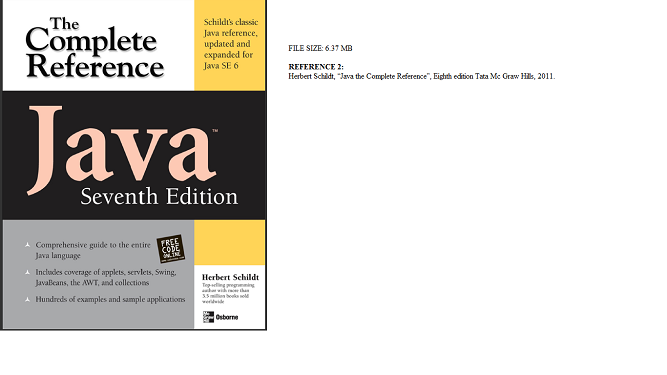 The
Complete
Reference
Schildt's classic
Java reference,
updated and
expanded for
Java SE 6
Java™
Seventh Edition
Comprehensive guide to the entire
Java language
Includes coverage of applets, servlets, Swing,
JavaBeans, the AWT, and collections
Hundreds of examples and sample applications
FREE
CODE
ONLINE
Herbert Schildt
Top-selling programming
author with more than
3.5 million books sold
worldwide
Osborne
FILE SIZE: 6.37 MB
REFERENCE 2:
Herbert Schildt, "Java the Complete Reference", Eighth edition Tata Mc Graw Hills, 2011.